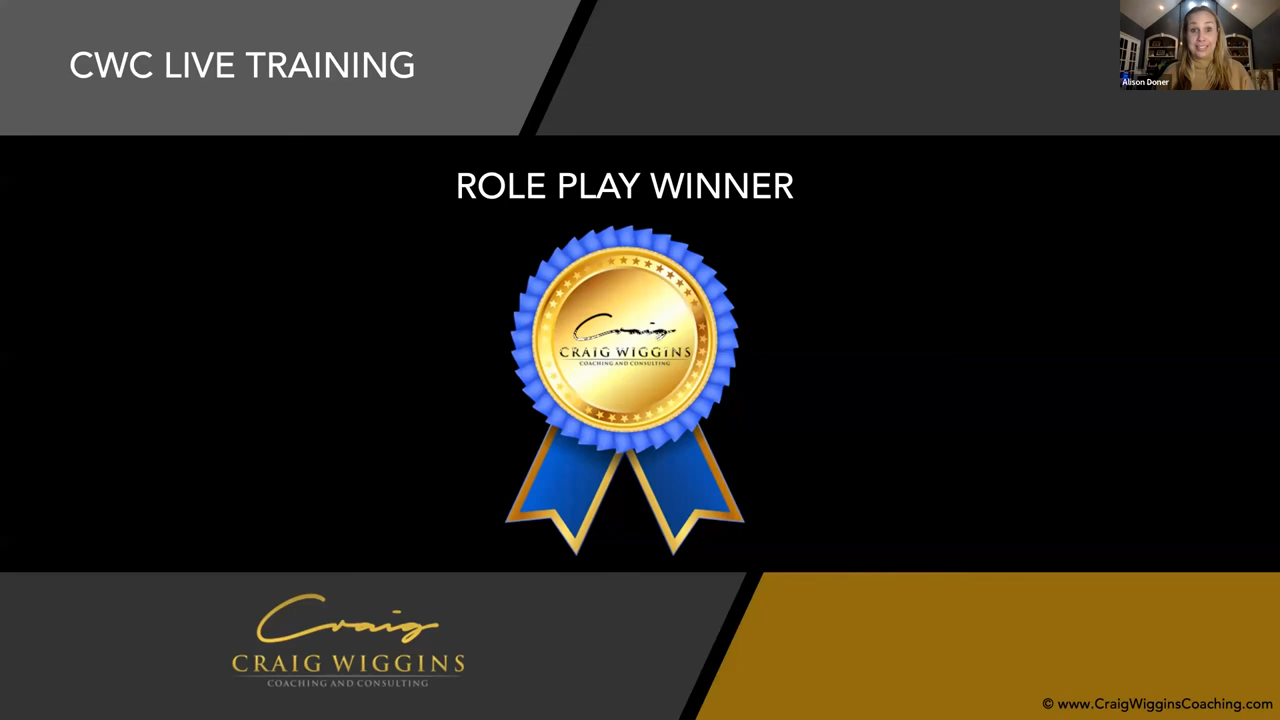 CWC LIVE TRAINING
Alison Doner
ROLE PLAY WINNER
Craig
CRAIG WIGGINS
COACHING AND CONSULTING
Craig
CRAIG WIGGINS
COACHING AND CONSULTING
© www.CraigWigginsCoaching.com